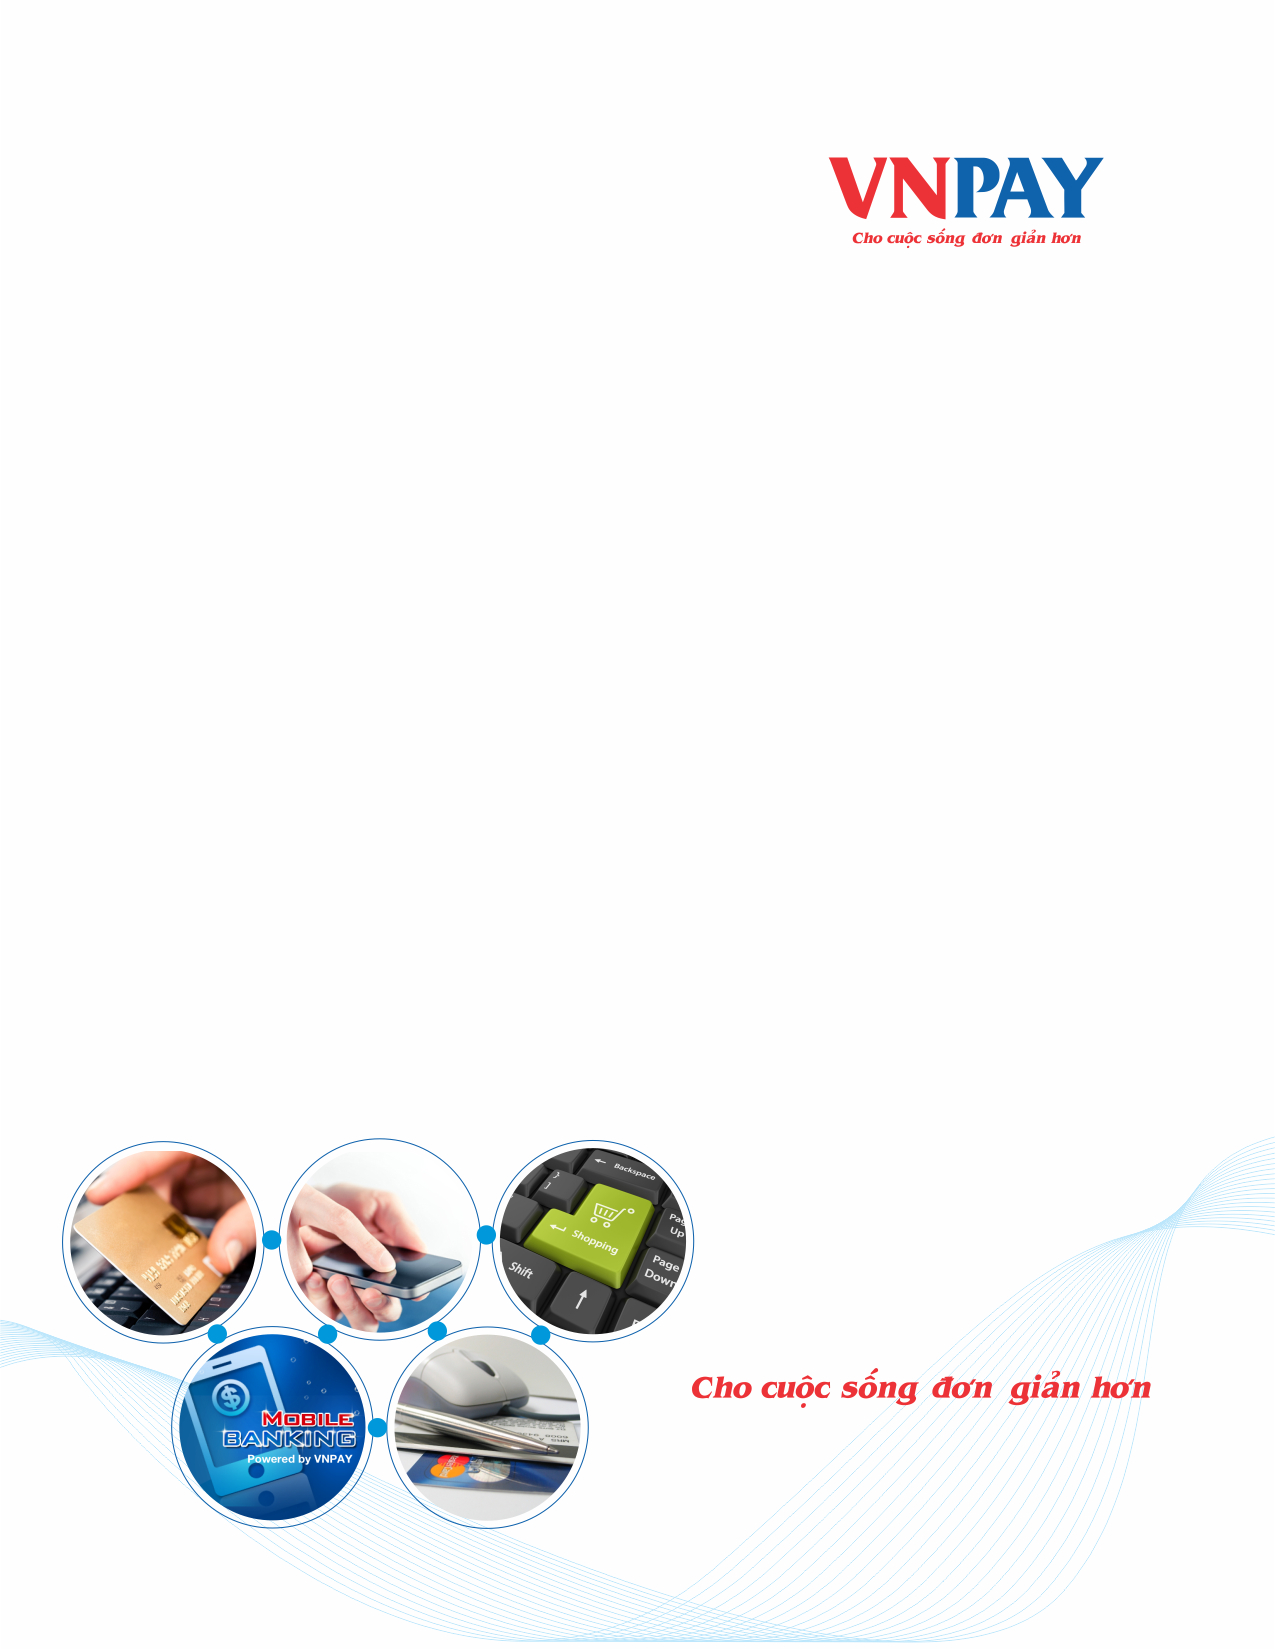 VNPAY
Cho cuộc sống đơn giản hơn
Backspace
}
]
Shopping
Up
Page
Down
Shift
Cho cuộc sống đơn giản hơn
$
MOBILE
BANKING
Powered by VNPAY